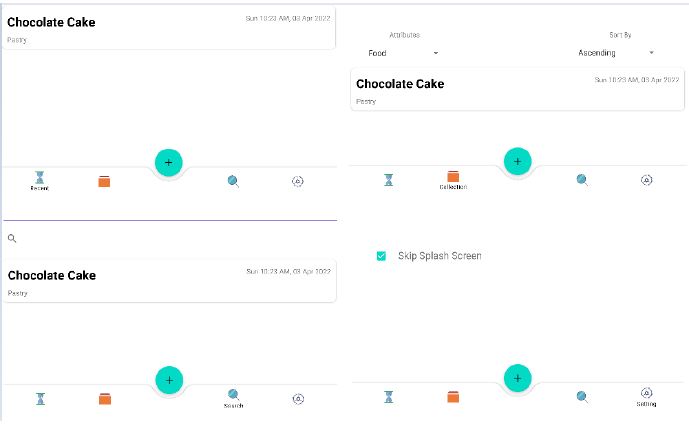 Chocolate Cake
Sun 10:23 AM, 03 Apr 2022
Pastry
Recent
Attributes
Sort By
Food
Ascending
Chocolate Cake
Sun 10:23 AM, 03 Apr 2022
Pastry
Collection
Chocolate Cake
Sun 10:23 AM, 03 Apr 2022
Pastry
Search
Skip Splash Screen
Setting